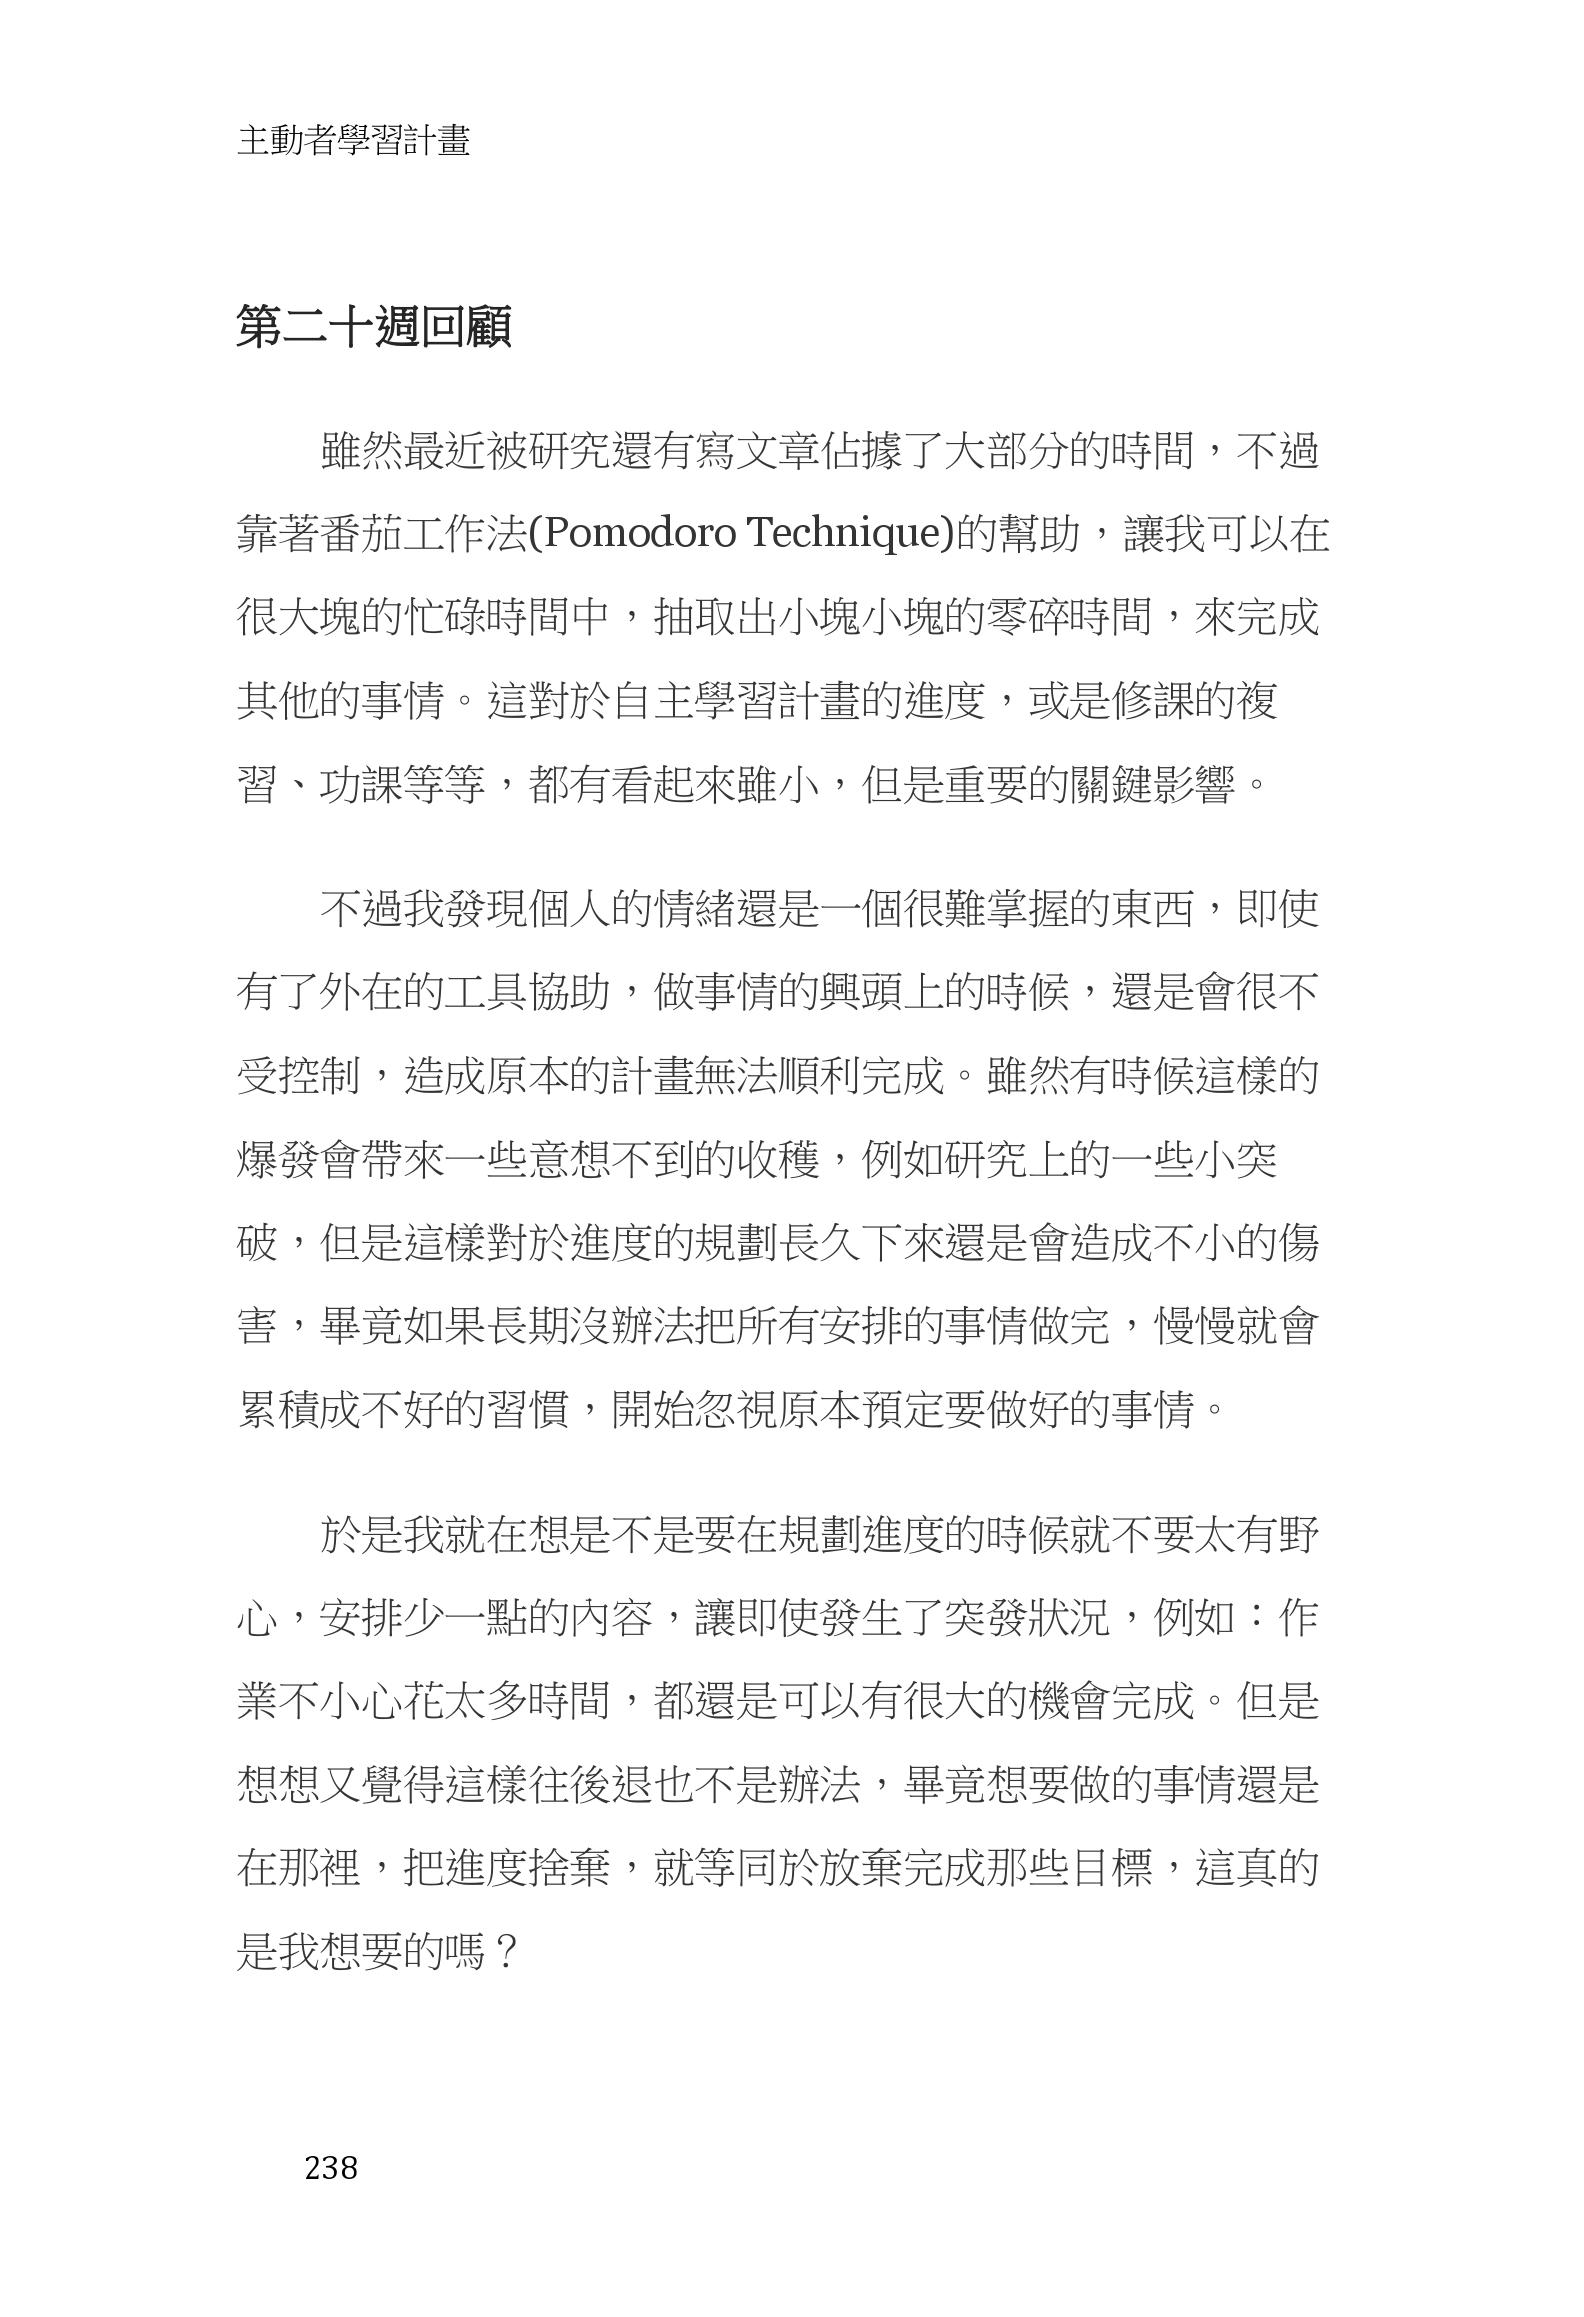 主動者學習計畫
第二十週回顧
雖然最近被研究還有寫文章佔據了大部分的時間，不過
靠著番茄工作法(Pomodoro Technique)的幫助，讓我可以在
很大塊的忙碌時間中，抽取出小塊小塊的零碎時間，來完成
其他的事情。這對於自主學習計畫的進度，或是修課的複
習、功課等等，都有看起來雖小，但是重要的關鍵影響。
不過我發現個人的情緒還是一個很難掌握的東西，即使
有了外在的工具協助，做事情的興頭上的時候，還是會很不
受控制，造成原本的計畫無法順利完成。雖然有時候這樣的
爆發會帶來一些意想不到的收穫，例如研究上的一些小突
破，但是這樣對於進度的規劃長久下來還是會造成不小的傷
害，畢竟如果長期沒辦法把所有安排的事情做完，慢慢就會
累積成不好的習慣，開始忽視原本預定要做好的事情。
於是我就在想是不是要在規劃進度的時候就不要太有野
心，安排少一點的內容，讓即使發生了突發狀況，例如：作
業不小心花太多時間，都還是可以有很大的機會完成。但是
想想又覺得這樣往後退也不是辦法，畢竟想要做的事情還是
在那裡，把進度捨棄，就等同於放棄完成那些目標，這真的
是我想要的嗎？
238